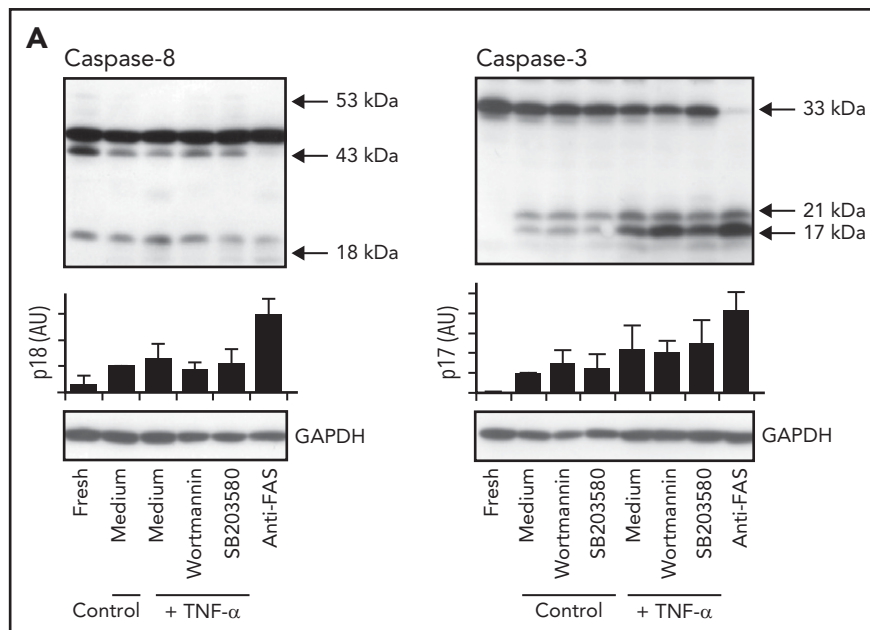 A
Caspase-8
53 kDa
43 kDa
18 kDa
p18 (AU)
GAPDH
Fresh
Medium
Medium
Wortmannin
SB203580
Anti-FAS
Control
+ TNF-α
Caspase-3
33 kDa
21 kDa
17 kDa
p17 (AU)
GAPDH
Fresh
Medium
Wortmannin
SB203580
Medium
Wortmannin
SB203580
Anti-FAS
Control
+ TNF-α